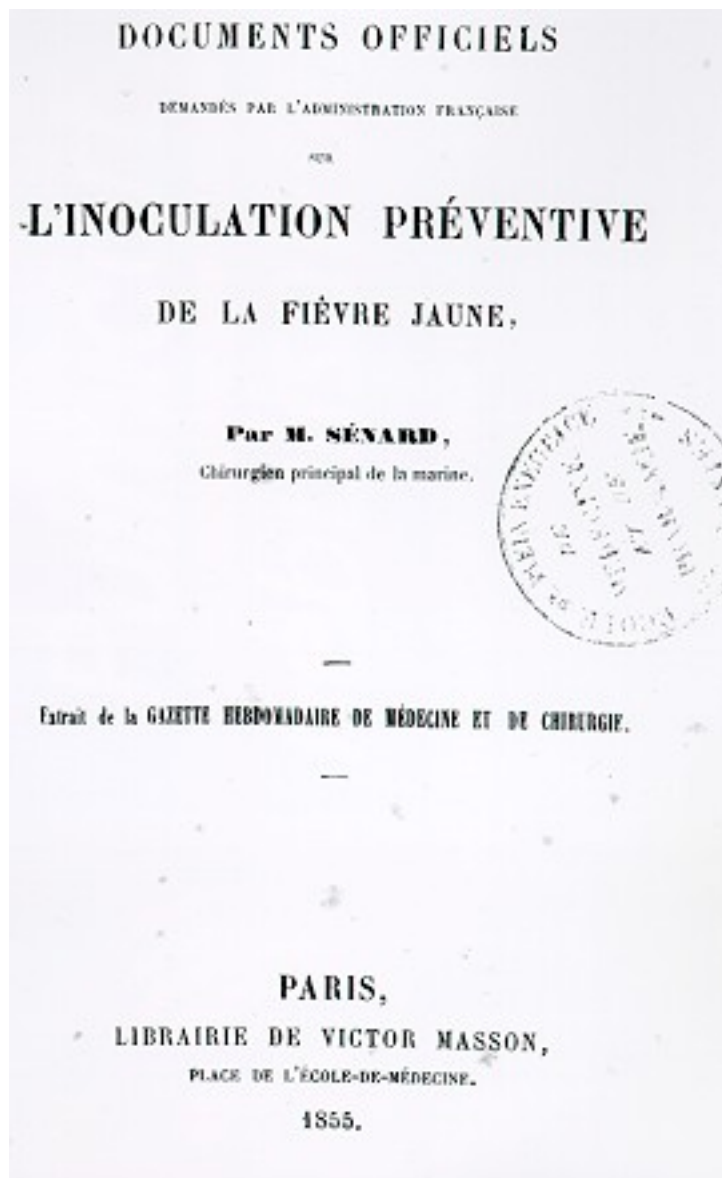 DOCUMENTS OFFICIELS
DEMANDÉS PAR L'ADMINISTRATION FRANÇAISE
SUR
L'INOCULATION PRÉVENTIVE
DE LA FIÈVRE JAUNE,
Par M. SÉNARD,
Chirurgien principal de la marine.
Extrait de la GAZETTE HEBDOMADAIRE DE MÉDECINE ET DE CHIRURGIE.
PARIS,
LIBRAIRIE DE VICTOR MASSON,
PLACE DE L'ÉCOLE-DE-MÉDECINE.
1855.